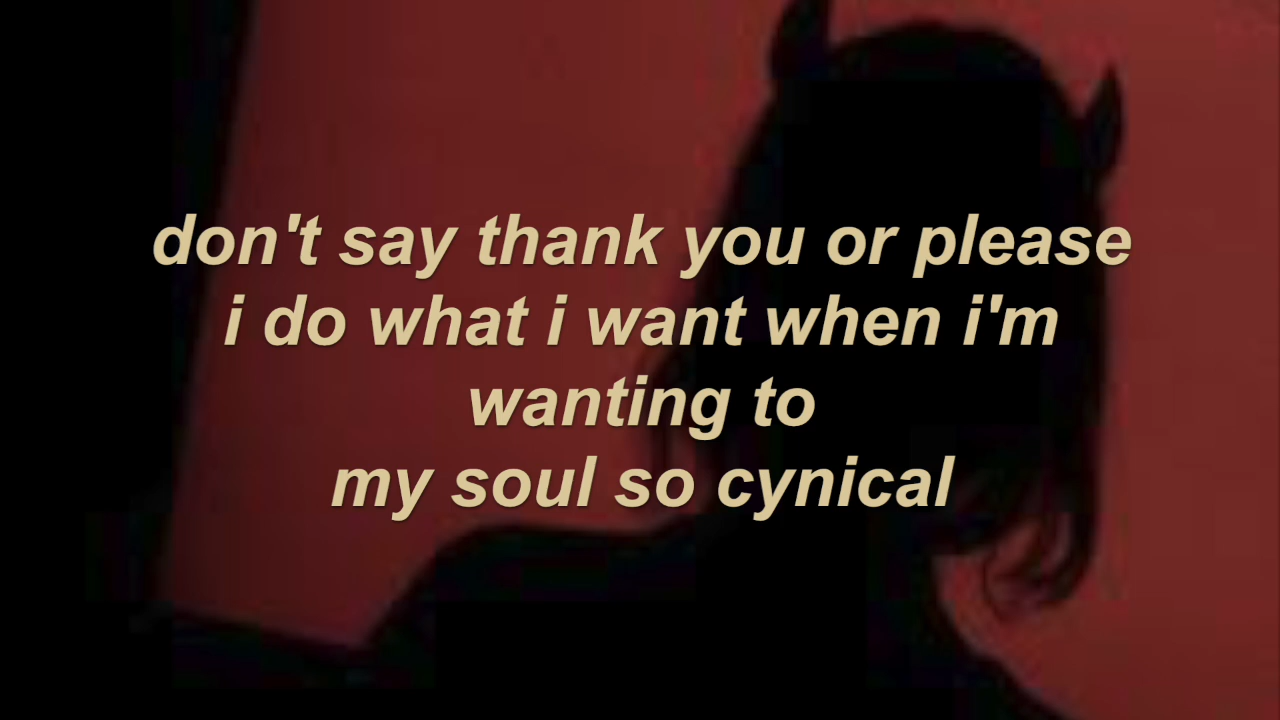 don't say thank you or please
i do what i want when i'm
wanting to
my soul so cynical